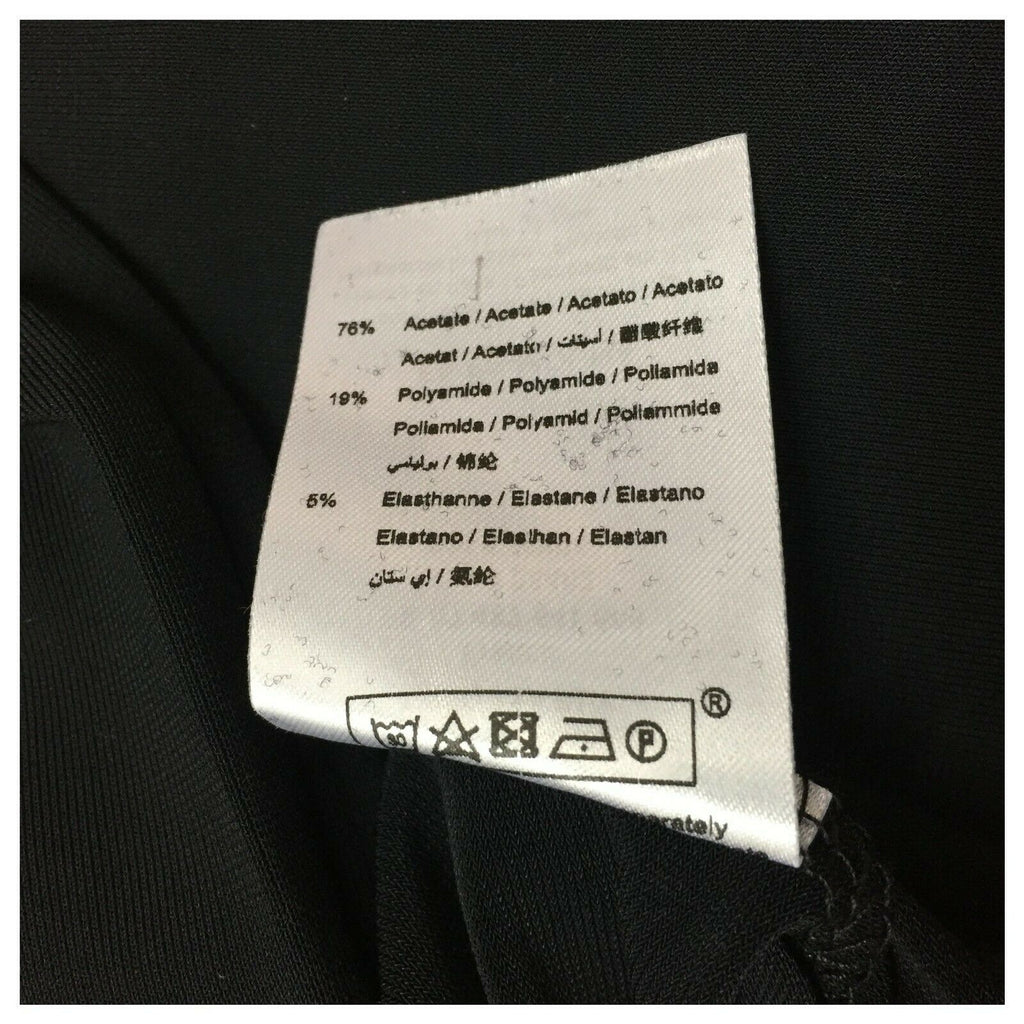 76% Acetate / Acetate / Acetato / Acetato
Acetat / Acetato / أسيتات / 醋酸纤维
19% Polyamide / Polyamide / Poliamida
Poliamida / Polyamid / Poliammide
/ 锦纶
5% Elasthanne / Elastane / Elastano
Elastano / Elasthan / Elastan
إي ستان / 氨纶
®
P